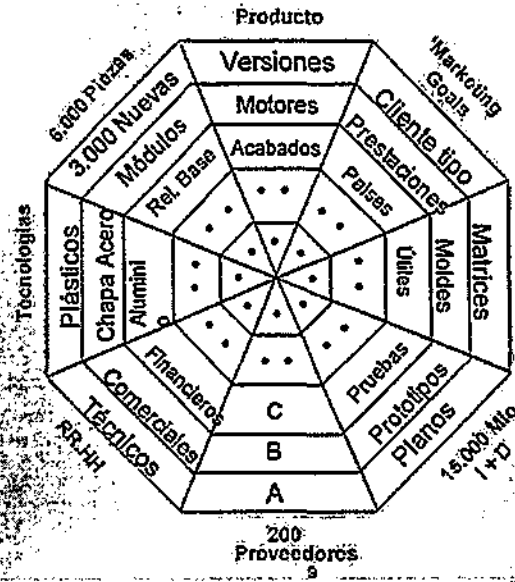 Producto
Versiones
Motores
Acabados
"Marketing
Goals
Cliente tipo
Prestaciones
Países
Matrices
Moldes
Útiles
15.000 Mio
I + D
Planos
Prototipos
Pruebas
C
B
A
200
Proveedores
RR.HH
Técnicos
Comerciales
Financieros
Tecnologías
Plásticos
Chapa Acero
Alumini
o
6.000 Piezas
3.000 Nuevas
Módulos
Rel. Base